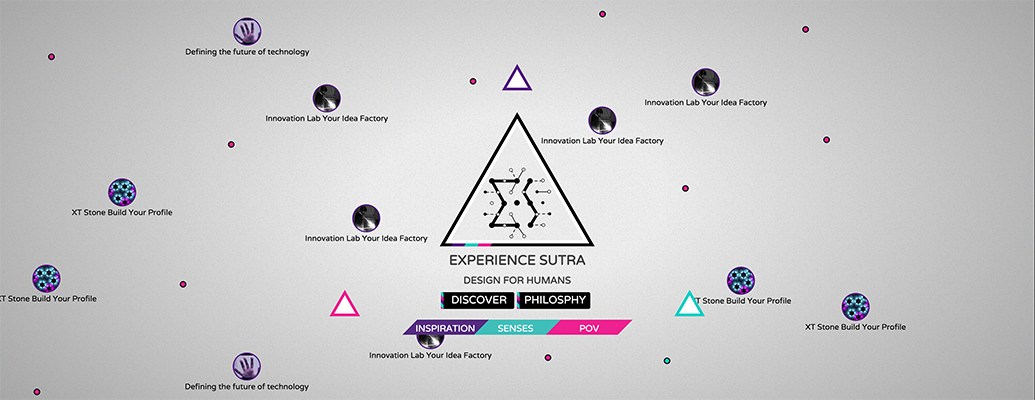 Defining the future of technology
Innovation Lab Your Idea Factory
Innovation Lab Your Idea Factory
Innovation Lab Your Idea Factory
XT Stone Build Your Profile
Innovation Lab Your Idea Factory
EXPERIENCE SUTRA
DESIGN FOR HUMANS
XT Stone Build Your Profile
DISCOVER PHILOSPHY
T Stone Build Your Profile
INSPIRATION SENSES POV
XT Stone Build Your Profile
Innovation Lab Your Idea Factory
Defining the future of technology